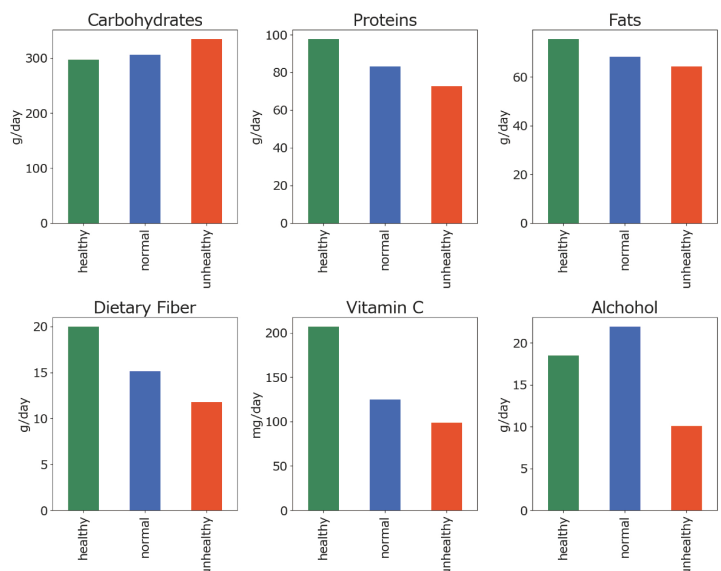 Carbohydrates
g/day
300
200
100
0
healthy
normal
unhealthy
Proteins
g/day
100
80
60
40
20
0
healthy
normal
unhealthy
Fats
g/day
60
40
20
0
healthy
normal
unhealthy
Dietary Fiber
g/day
20
15
10
5
0
healthy
normal
unhealthy
Vitamin C
mg/day
200
150
100
50
0
healthy
normal
unhealthy
Alchohol
g/day
20
15
10
5
0
healthy
normal
unhealthy